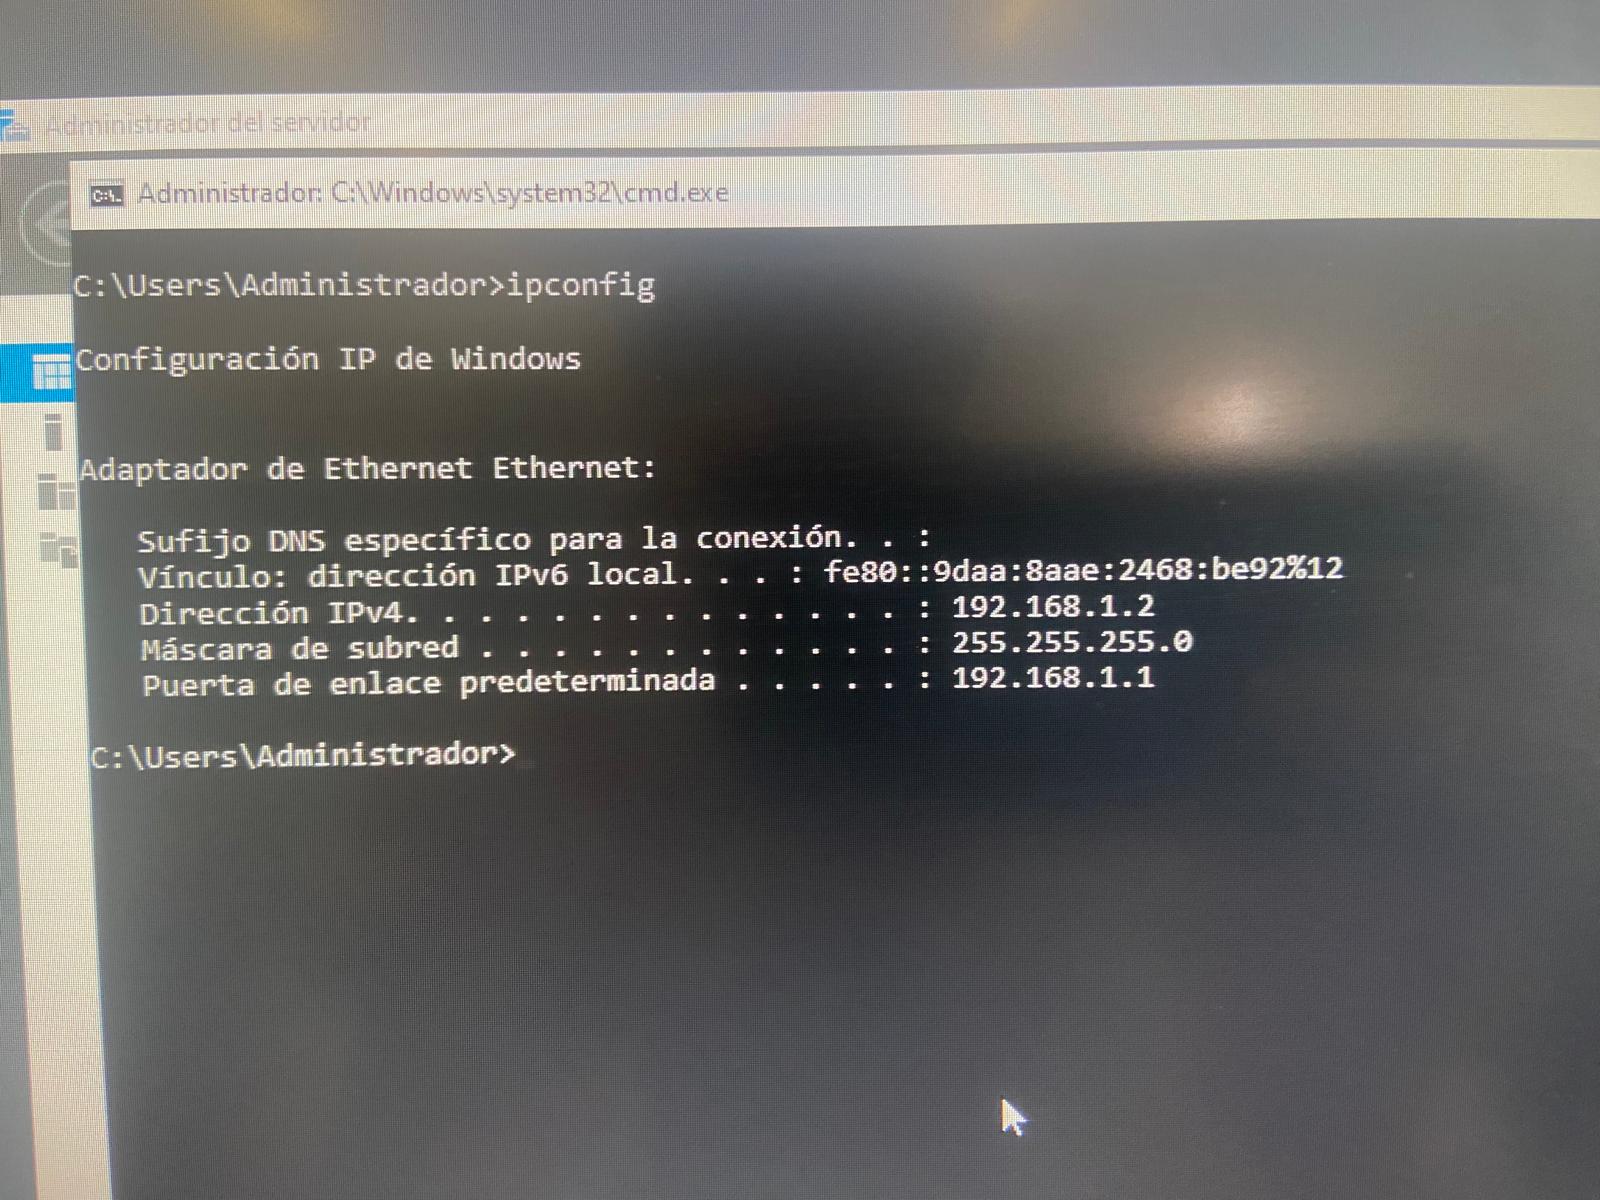 Administrador del servidor
Administrador: C:\Windows\system32\cmd.exe
C:\Users\Administrador>ipconfig
Configuración IP de Windows
Adaptador de Ethernet Ethernet:
Sufijo DNS específico para la conexión. . :
Vínculo: dirección IPv6 local. . . : fe80::9daa:8aae:2468:be92%12
Dirección IPv4. . . . . . . . . . . . . . : 192.168.1.2
Máscara de subred . . . . . . . . . . . . : 255.255.255.0
Puerta de enlace predeterminada . . . . . : 192.168.1.1
C:\Users\Administrador>